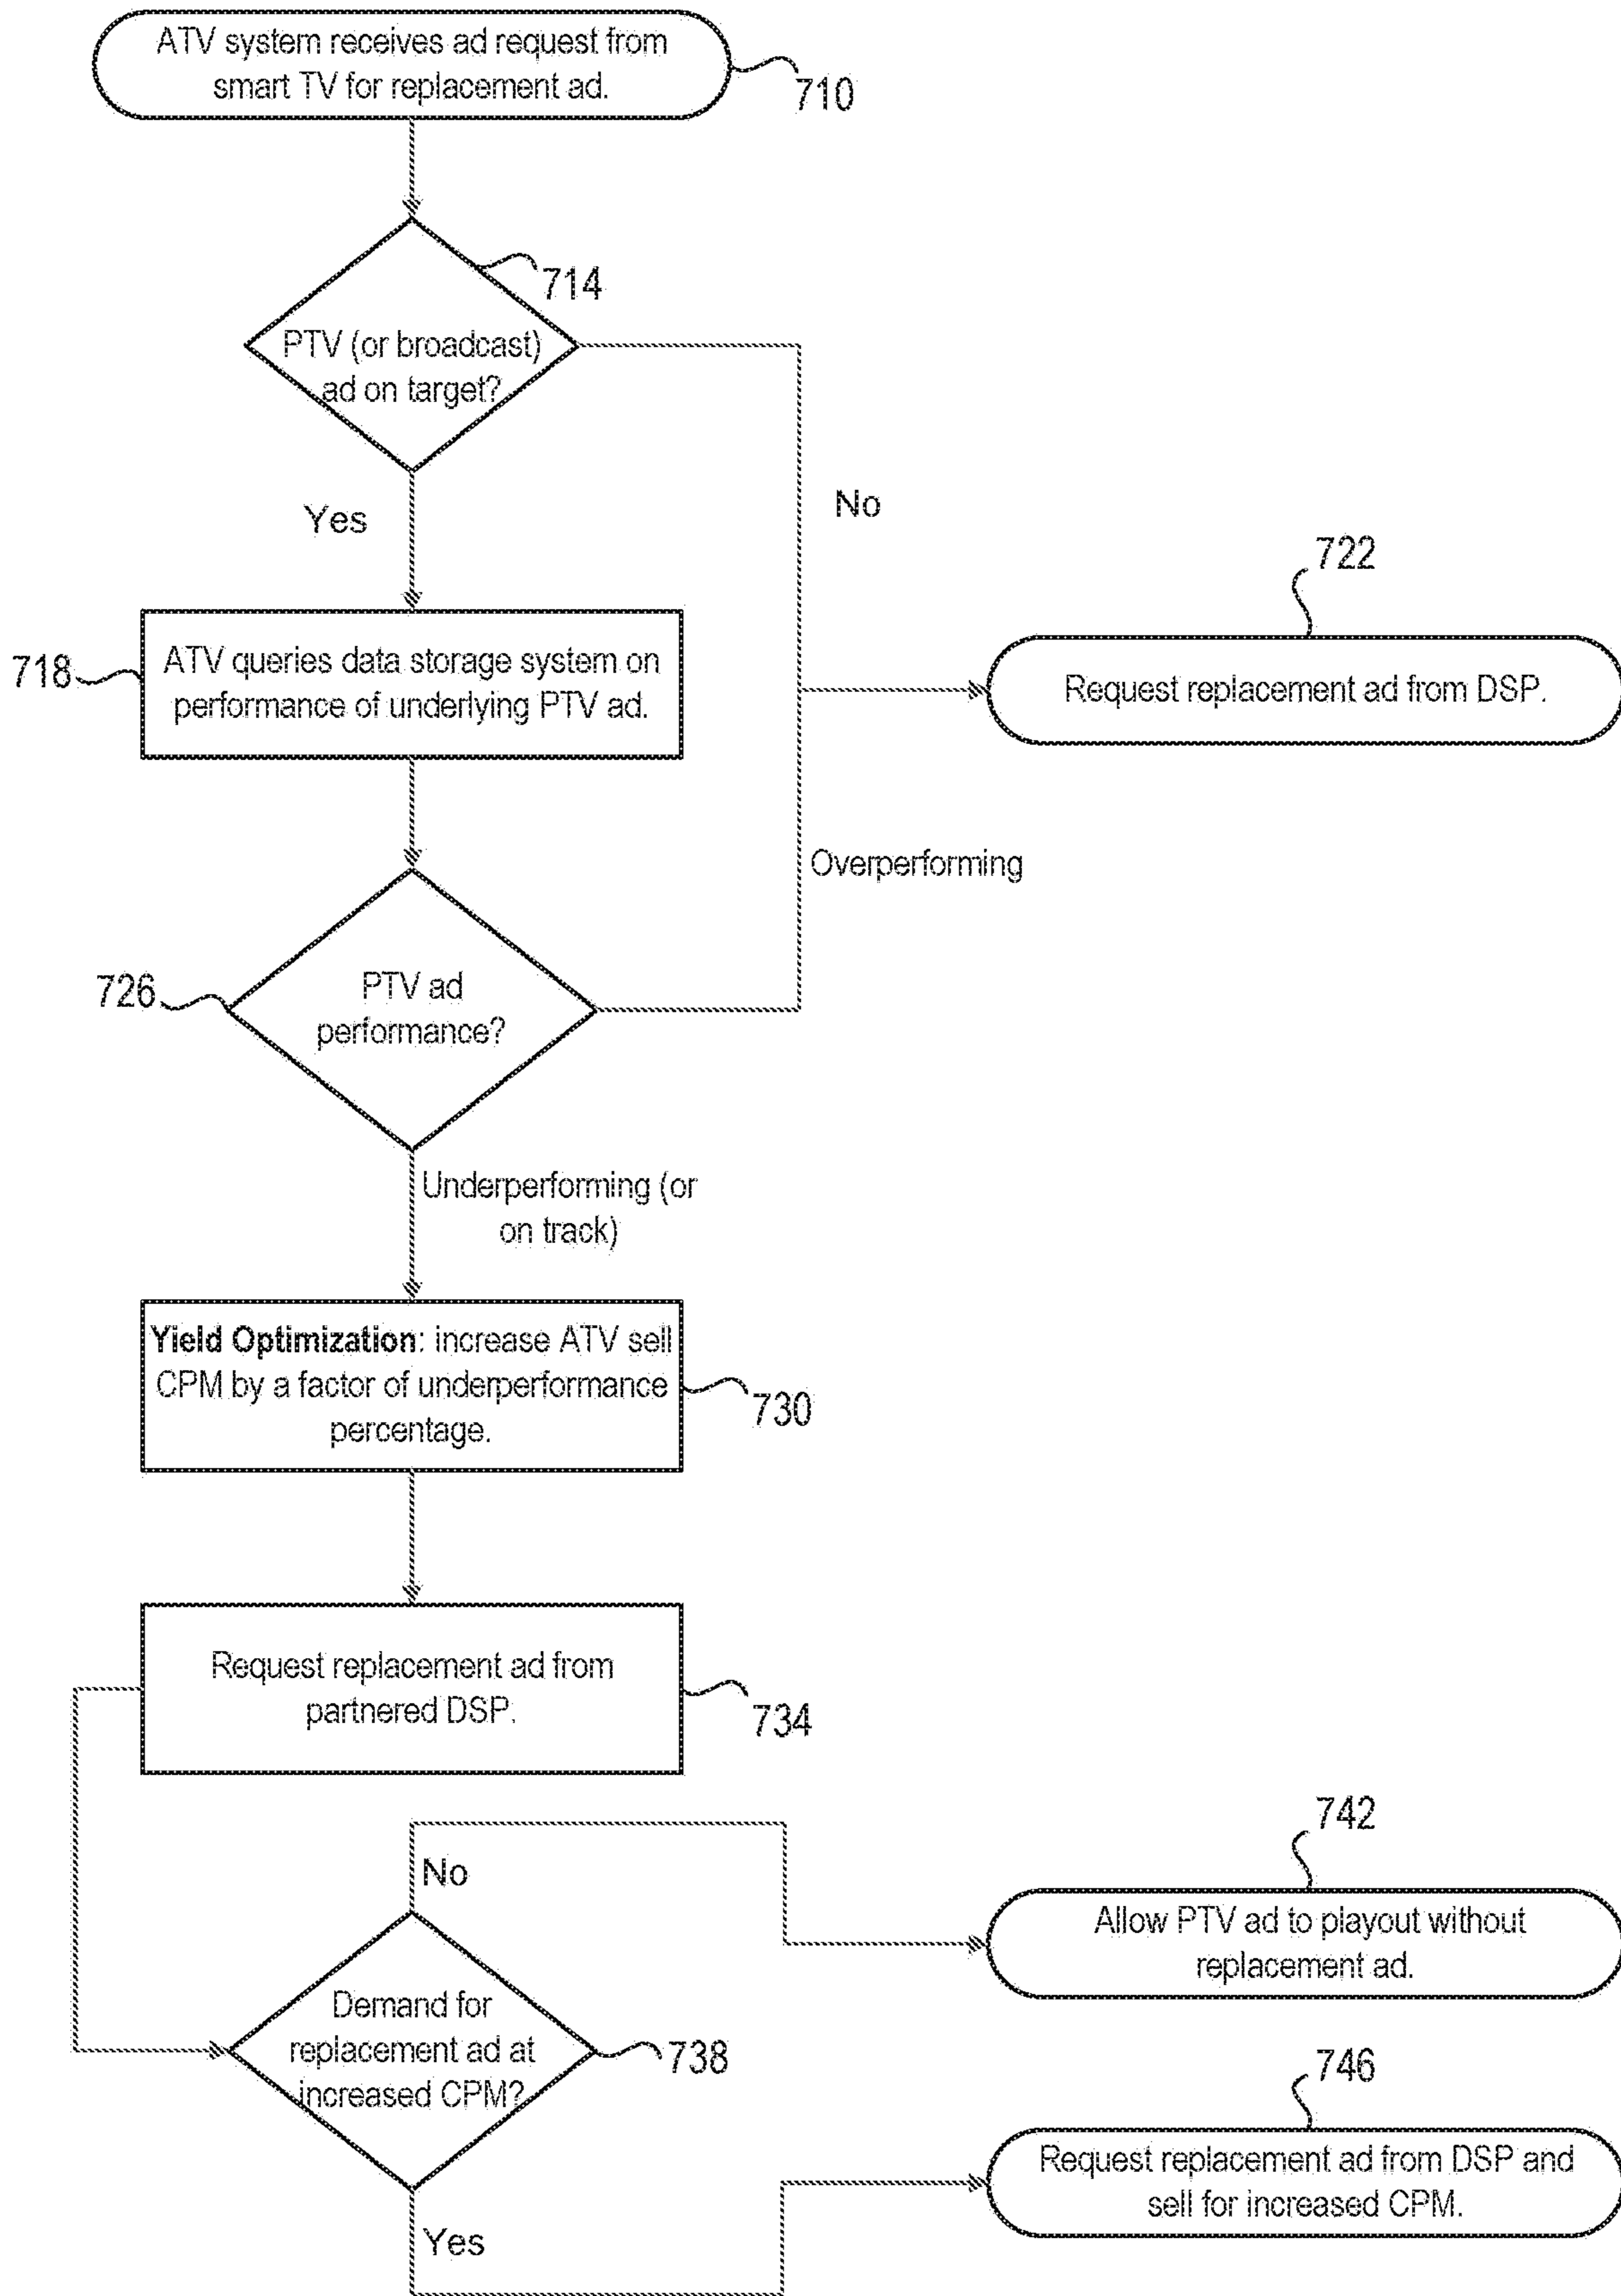 ATV system receives ad request from
smart TV for replacement ad.
710
714
PTV (or broadcast)
ad on target?
Yes
No
722
718
ATV queries data storage system on
performance of underlying PTV ad.
Request replacement ad from DSP.
Overperforming
726
PTV ad
performance?
Underperforming (or
on track)
Yield Optimization: increase ATV sell
CPM by a factor of underperformance
percentage.
730
Request replacement ad from
partnered DSP.
734
742
No
Allow PTV ad to playout without
replacement ad.
Demand for
replacement ad at
increased CPM?
738
746
Request replacement ad from DSP and
sell for increased CPM.
Yes